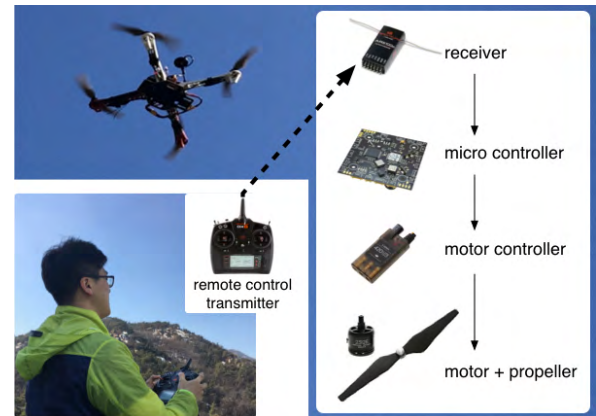 receiver
micro controller
remote control
transmitter
motor controller
motor + propeller